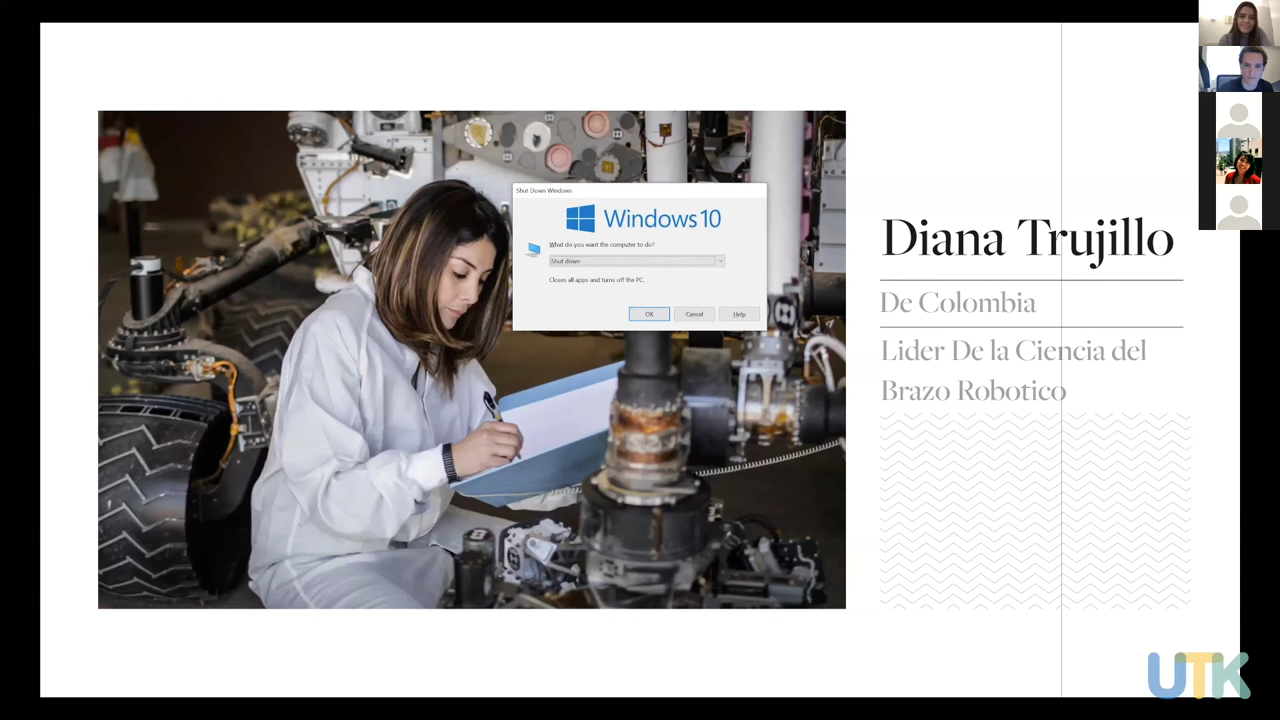 Shut Down Windows
Windows 10
What do you want the computer to do?
Shut down
Closes all apps and turns off the PC.
OK
Cancel
Help
Diana Trujillo
De Colombia
Lider De la Ciencia del
Brazo Robotico
UTK